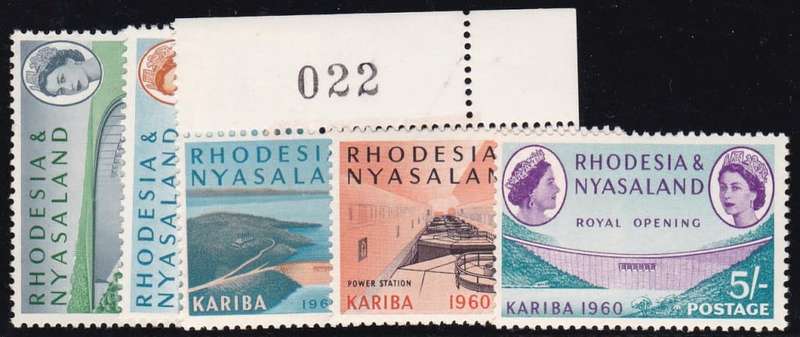 RHODESIA &
NYASALAND
RHODESIA &
NYASALAND
022
RHODESIA
NYASALAN
KARIBA 196
RHODESIA
NYASALAN
POWER STATION
KARIBA 1960
RHODESIA &
NYASALAND
ROYAL OPENING
5/-
KARIBA 1960 POSTAGE